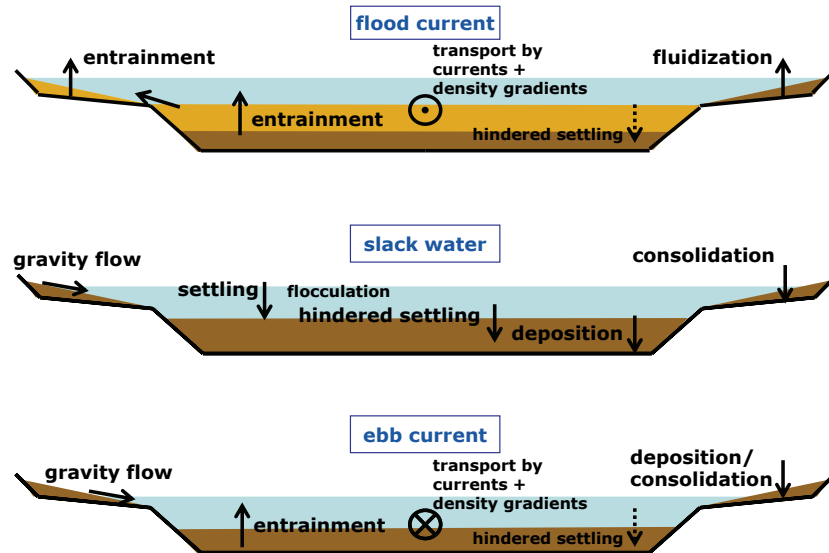 flood current
entrainment
transport by
currents +
density gradients
fluidization
entrainment
hindered settling
slack water
gravity flow
consolidation
settling
flocculation
hindered settling
deposition
ebb current
gravity flow
transport by
currents +
density gradients
deposition/
consolidation
entrainment
hindered settling